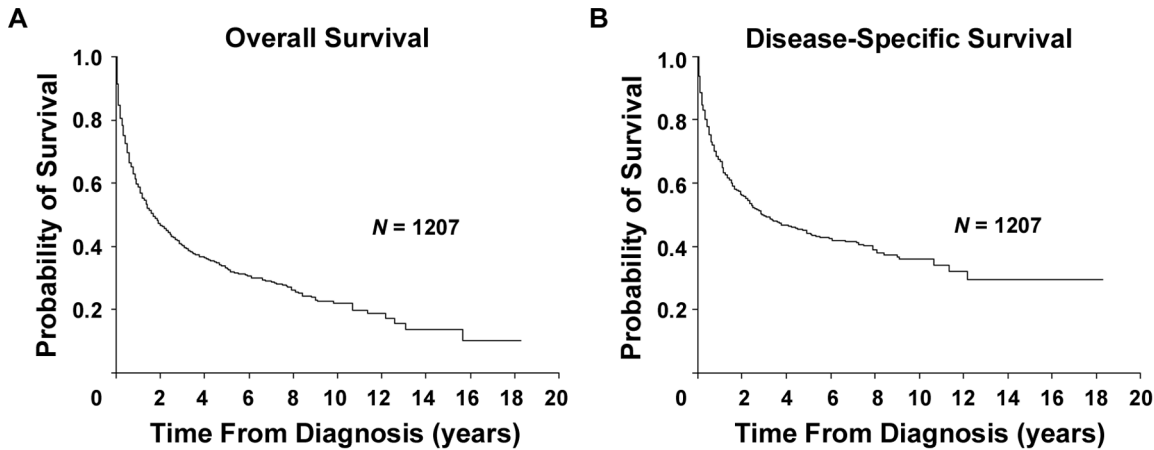 A
Overall Survival
Probability of Survival
1.0
0.8
0.6
0.4
0.2
N = 1207
0 2 4 6 8 10 12 14 16 18 20
Time From Diagnosis (years)
B
Disease-Specific Survival
Probability of Survival
1.0
0.8
0.6
0.4
0.2
N = 1207
0 2 4 6 8 10 12 14 16 18 20
Time From Diagnosis (years)